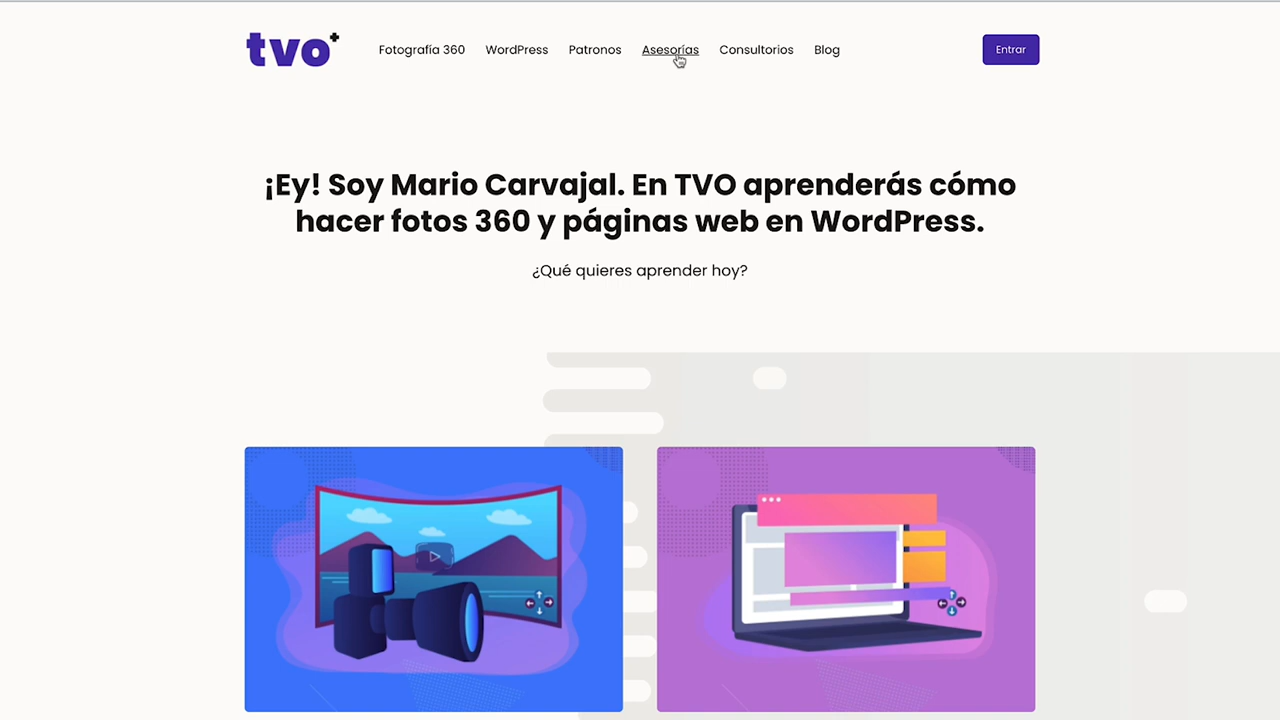 tvo+
Fotografía 360 WordPress Patronos Asesorías Consultorios Blog Entrar
¡Ey! Soy Mario Carvajal. En TVO aprenderás cómo
hacer fotos 360 y páginas web en WordPress.
¿Qué quieres aprender hoy?